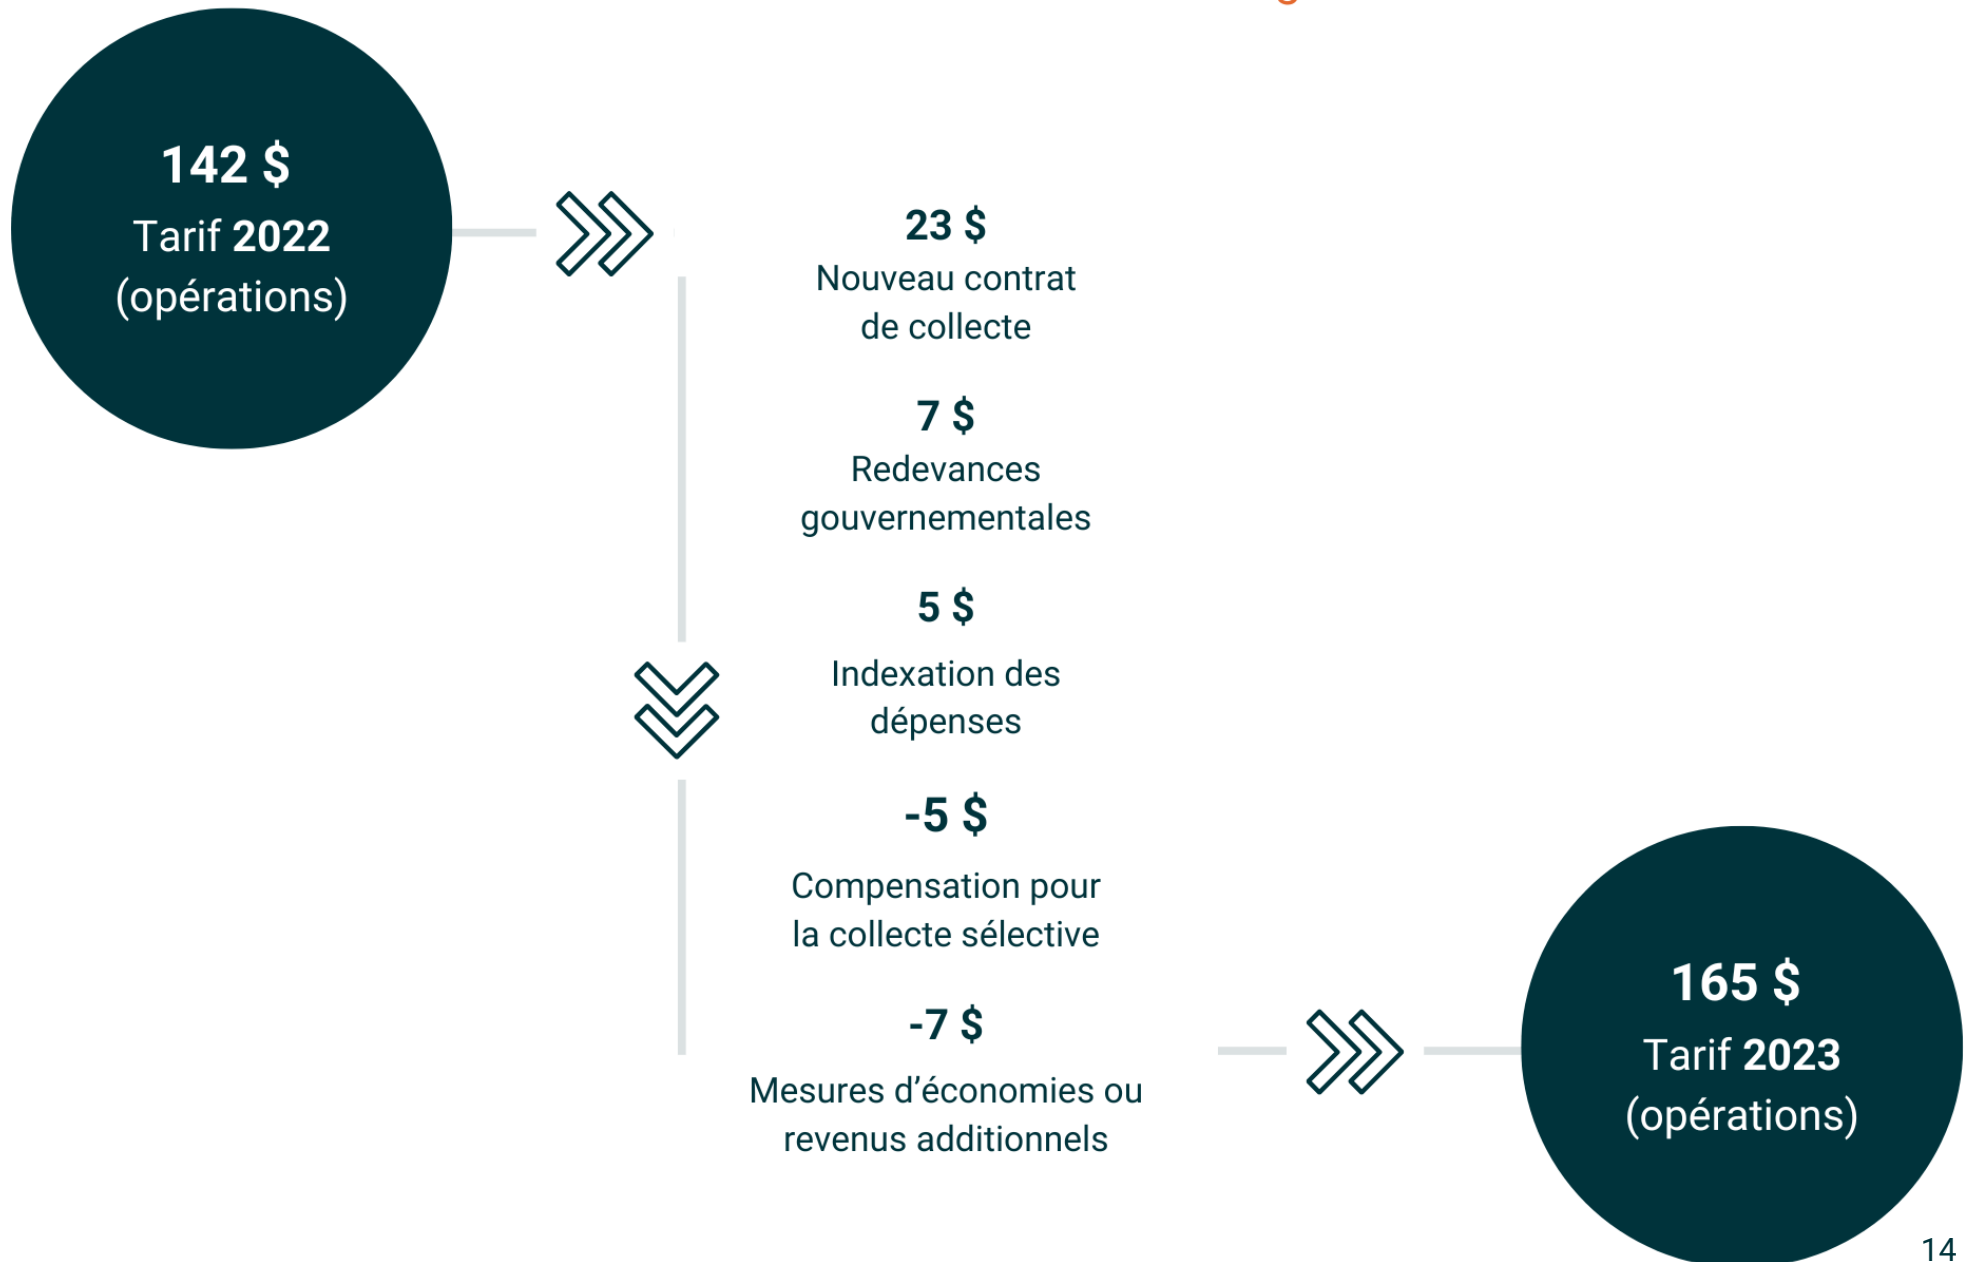 142 $
Tarif 2022
(opérations)
23 $
Nouveau contrat
de collecte
7 $
Redevances
gouvernementales
5 $
Indexation des
dépenses
-5 $
Compensation pour
la collecte sélective
-7 $
Mesures d’économies ou
revenus additionnels
165 $
Tarif 2023
(opérations)
14